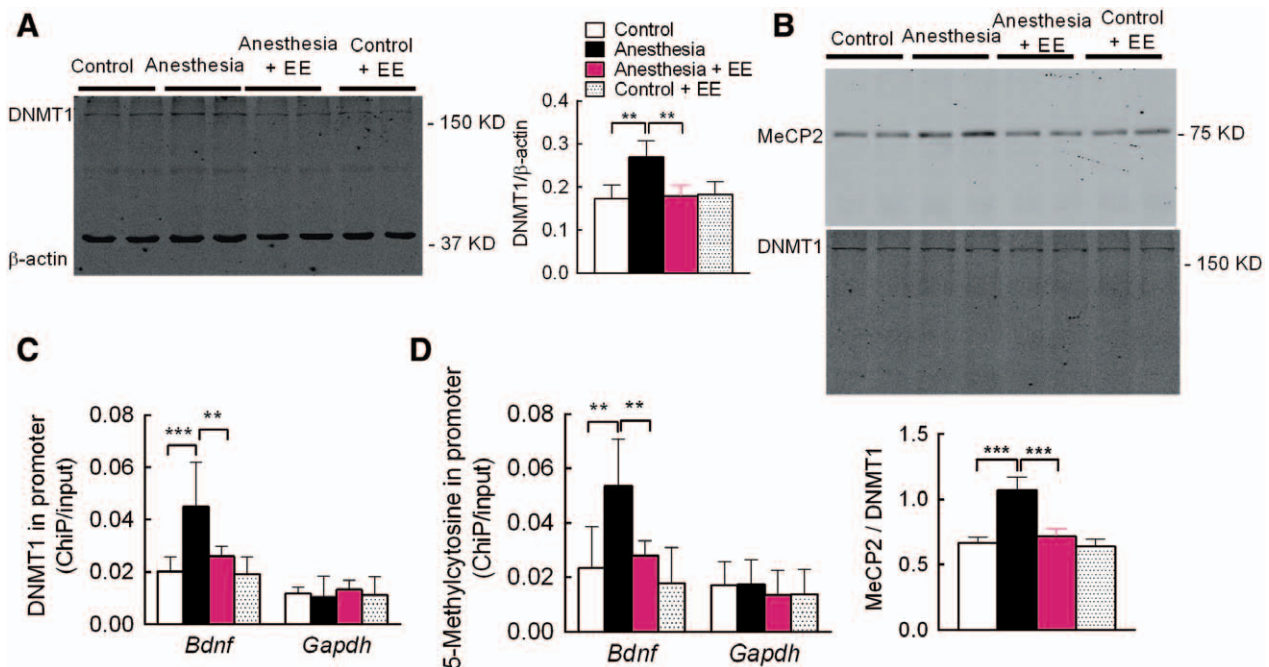 A
Control
Anesthesia
Anesthesia
+ EE
Control
+ EE
DNMT1
- 150 KD
- 37 KD
β-actin
Control
Anesthesia
Anesthesia + EE
Control + EE
DNMT1/β-actin
0.6
0.4
0.2
0.0
**
**
B
Control
Anesthesia
Anesthesia
+ EE
Control
+ EE
MeCP2
- 75 KD
DNMT1
- 150 KD
MeCP2 / DNMT1
1.5
1.0
0.5
0.0
***
***
C
DNMT1 in promoter
(ChiP/input)
0.08
0.06
0.04
0.02
0.00
***
**
Bdnf
Gapdh
D
5-Methylcytosine in promoter
(ChiP/input)
0.08
0.06
0.04
0.02
0.00
**
**
Bdnf
Gapdh